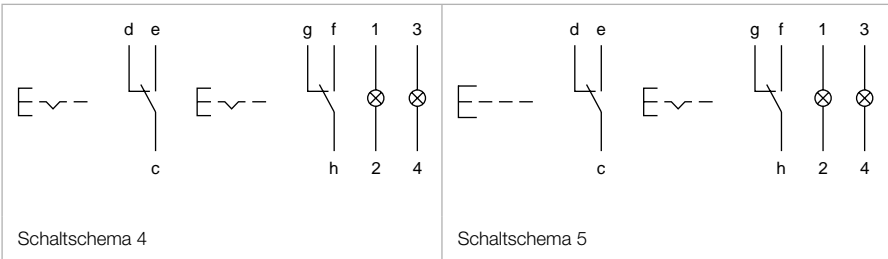 d e g f 1 3 d e g f 1 3
c h 2 4 c h 2 4
Schaltschema 4 Schaltschema 5